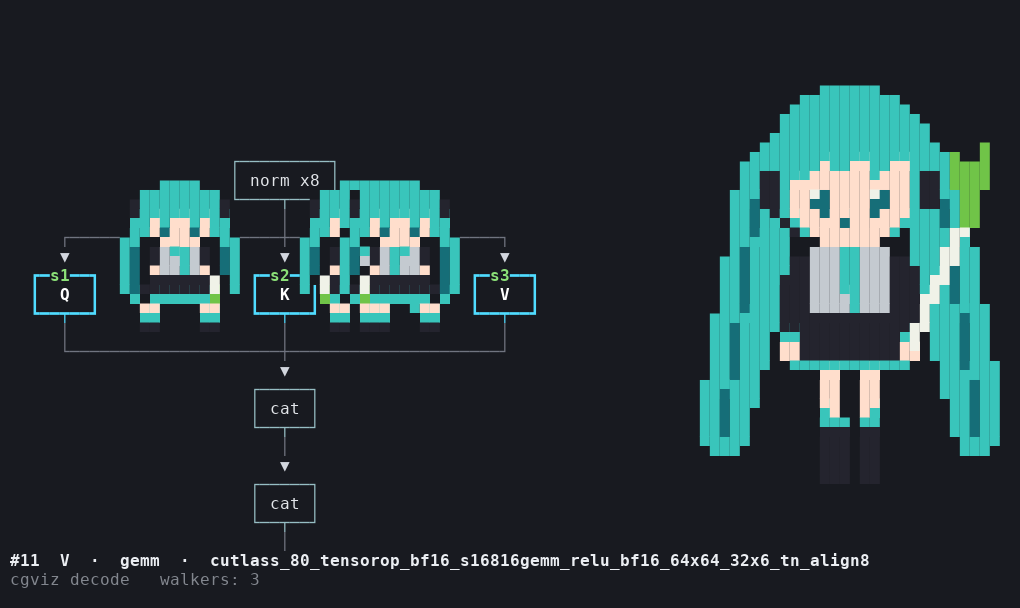 norm x8
s1 s2 s3
Q K V
cat
cat
#11 V · gemm · cutlass_80_tensorop_bf16_s16816gemm_relu_bf16_64x64_32x6_tn_align8
cgviz decode walkers: 3